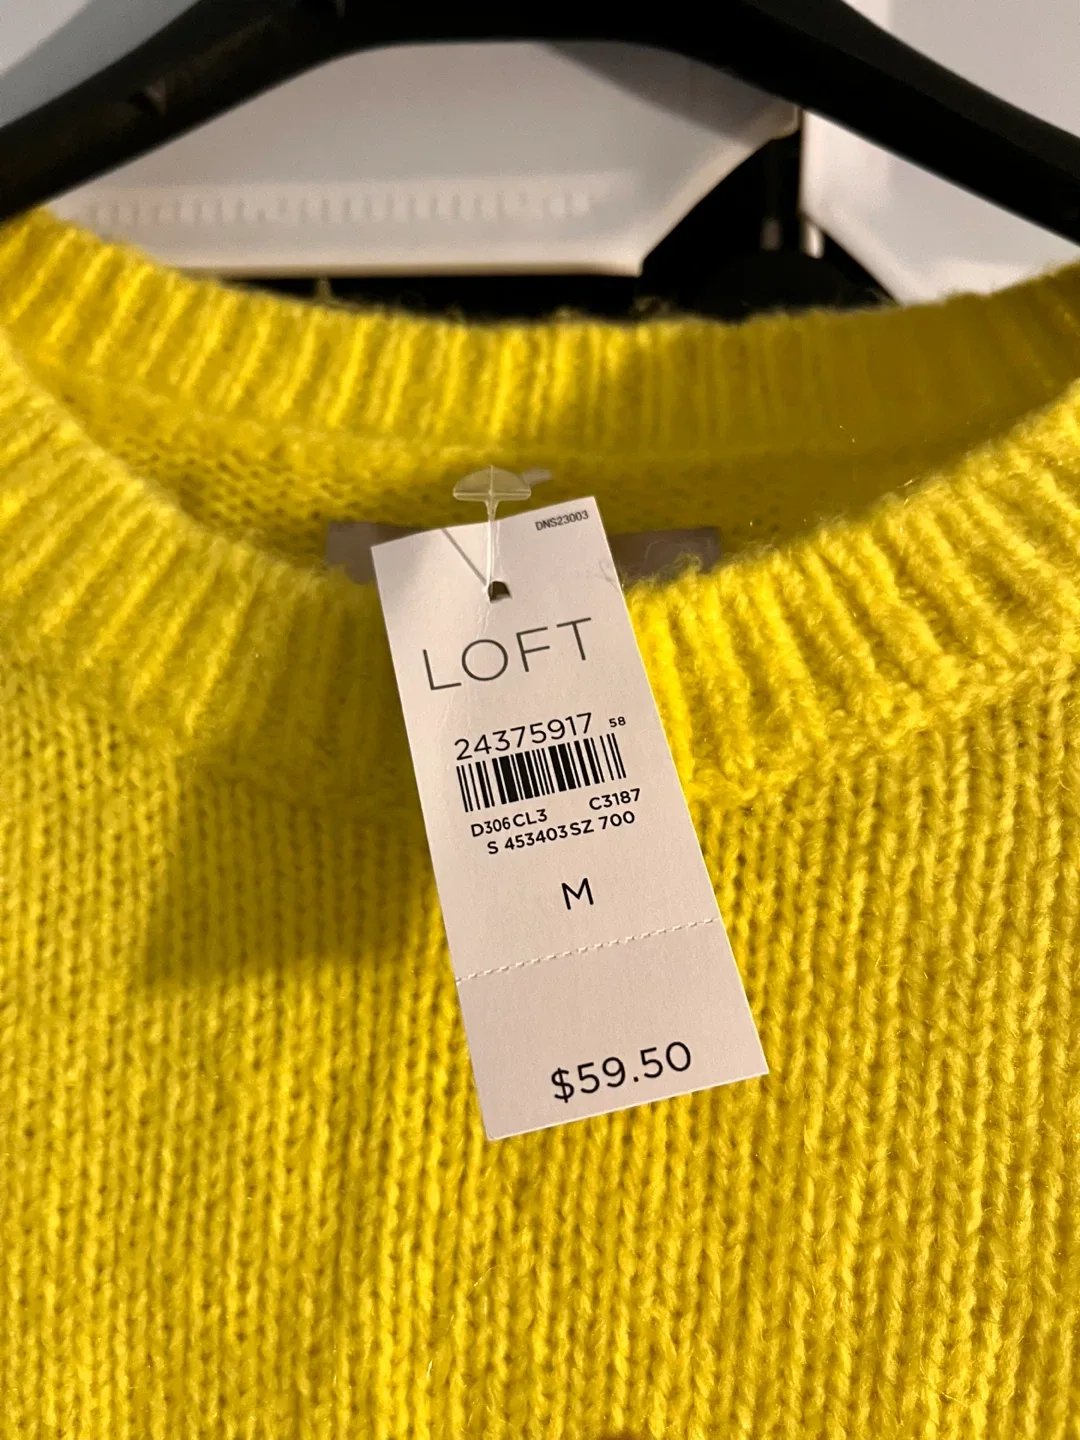 DNS23003
LOFT
24375917 58
D306 CL3 C3187
S 453403 SZ 700
M
$59.50